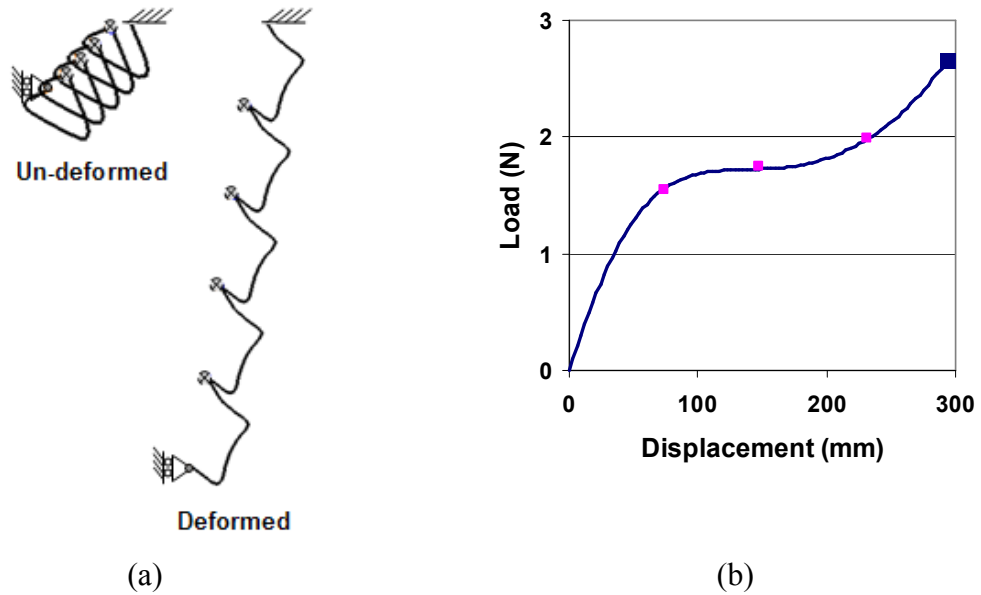 Un-deformed
Deformed
(a)
3
2
1
0
Load (N)
0 100 200 300
Displacement (mm)
(b)